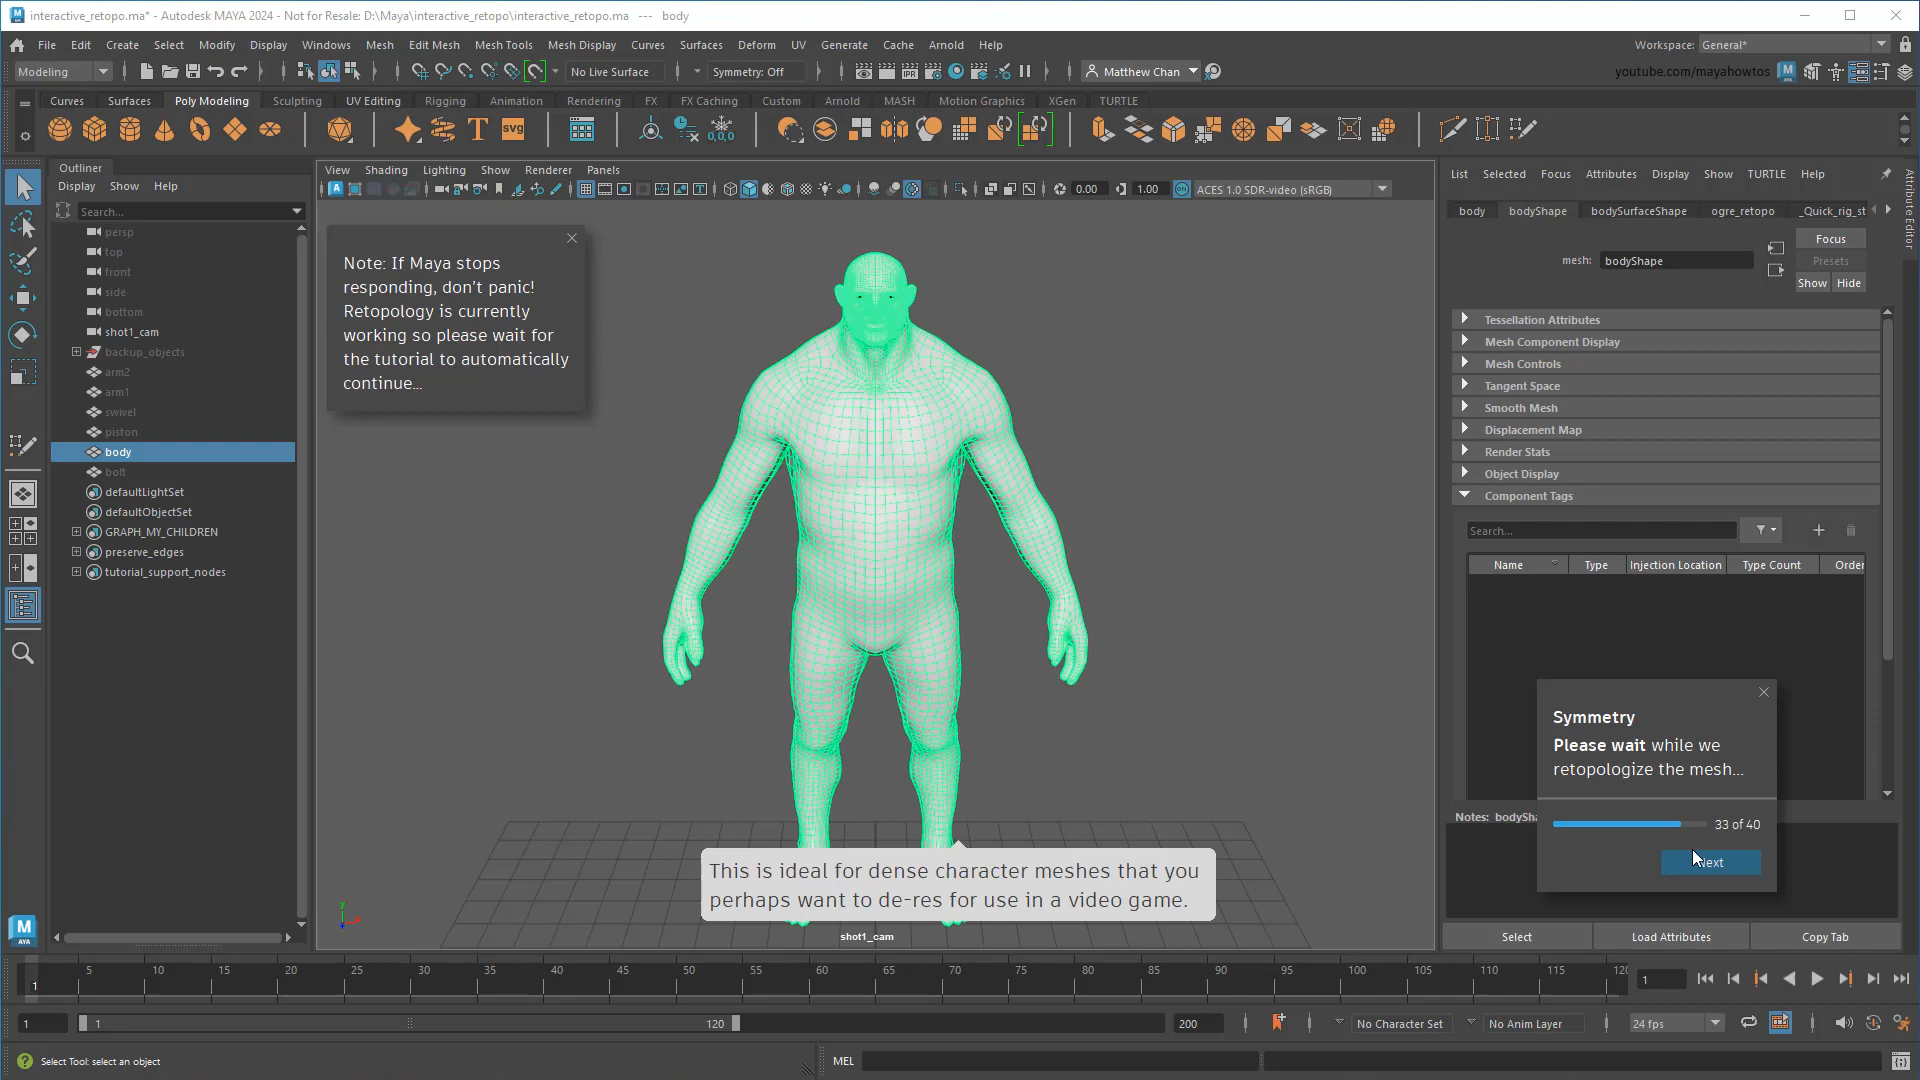 interactive_retopo.ma* - Autodesk MAYA 2024 - Not for Resale: D:\Maya\interactive_retopo\interactive_retopo.ma --- body
File Edit Create Select Modify Display Windows Mesh Edit Mesh Mesh Tools Mesh Display Curves Surfaces Deform UV Generate Cache Arnold Help
Workspace: General*
Modeling No Live Surface Symmetry: Off Matthew Chan youtube.com/mayahowtos
Curves Surfaces Poly Modeling Sculpting UV Editing Rigging Animation Rendering FX FX Caching Custom Arnold MASH Motion Graphics XGen TURTLE
SVG 0,0,0
Outliner
Display Show Help
Search...
persp
top
front
side
bottom
shot1_cam
backup_objects
arm2
arm1
swivel
piston
body
bolt
defaultLightSet
defaultObjectSet
GRAPH_MY_CHILDREN
preserve_edges
tutorial_support_nodes
View Shading Lighting Show Renderer Panels
0.00 1.00 ACES 1.0 SDR-video (sRGB)
Note: If Maya stops
responding, don't panic!
Retopology is currently
working so please wait for
the tutorial to automatically
continue...
This is ideal for dense character meshes that you
perhaps want to de-res for use in a video game.
shot1_cam
List Selected Focus Attributes Display Show TURTLE Help
body bodyShape bodySurfaceShape ogre_retopo _Quick_rig_st
Attribute Editor
mesh: bodyShape
Focus
Presets
Show Hide
Tessellation Attributes
Mesh Component Display
Mesh Controls
Tangent Space
Smooth Mesh
Displacement Map
Render Stats
Object Display
Component Tags
Search...
Name Type Injection Location Type Count Order
Symmetry
Please wait while we
retopologize the mesh...
33 of 40
Next
Notes: bodySha
Select Load Attributes Copy Tab
5 10 15 20 25 30 35 40 45 50 55 60 65 70 75 80 85 90 95 100 105 110 115 120
1 1
1 1 120 200 No Character Set No Anim Layer 24 fps
Select Tool: select an object
MEL